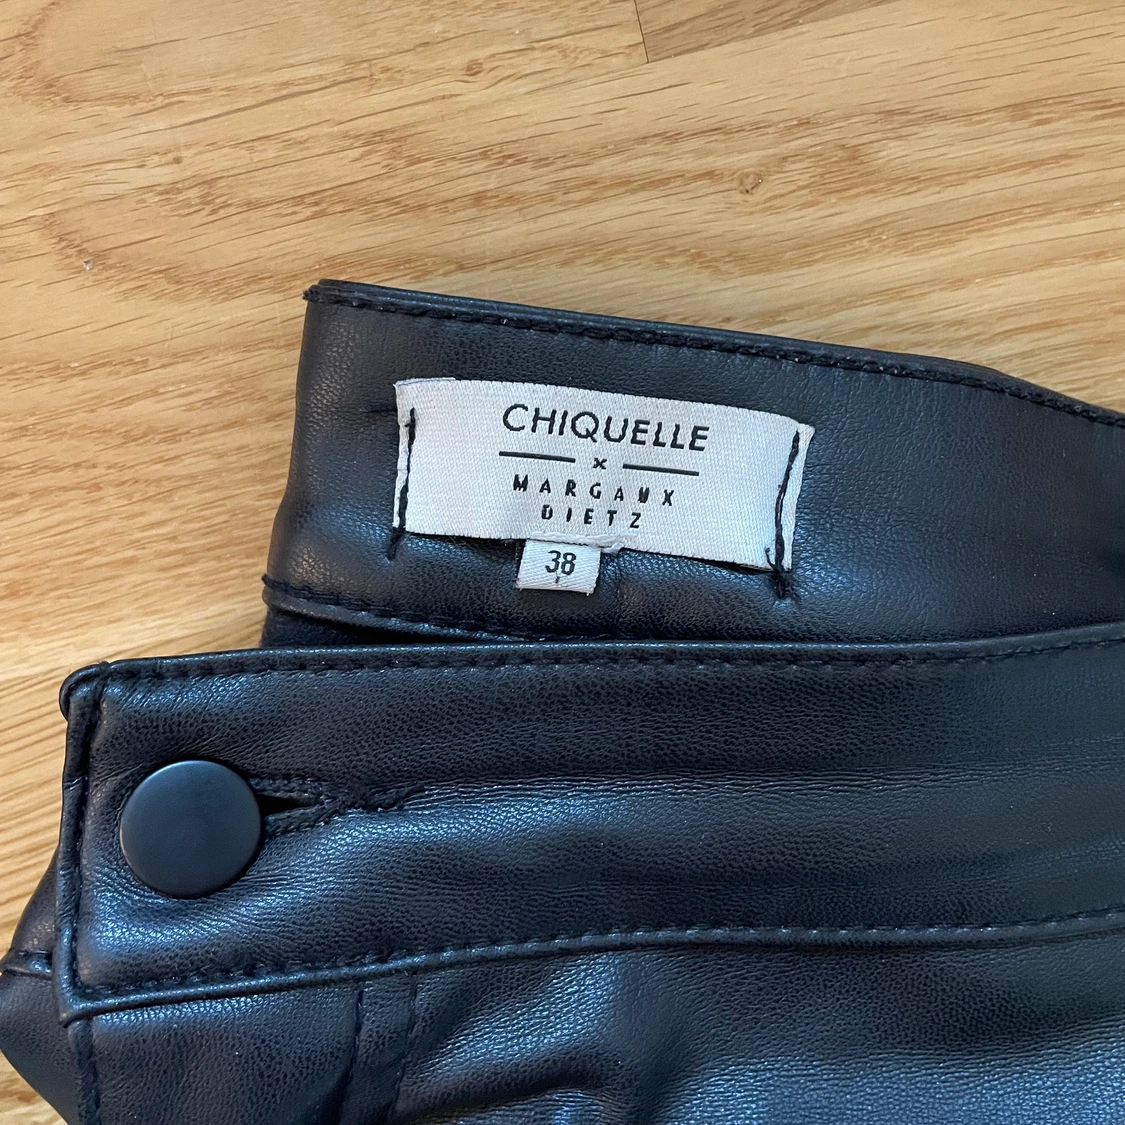 CHIQUELLE
x
MARGAUX
DIETZ
38